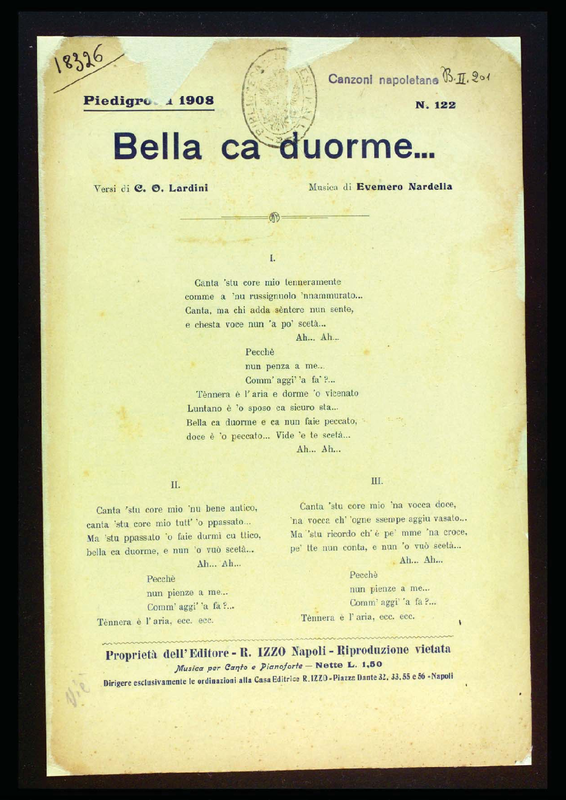 18326
Canzoni napoletane B.II.201
Piedigrotta 1908
N. 122
Bella ca duorme...
Versi di C. O. Lardini
Musica di Evemero Nardella
I.
Canta 'stu core mio tenneramente
comme a 'nu russignuolo 'nnammurato...
Canta, ma chi adda sèntere nun sente,
e chesta voce nun 'a po' scetà...
Ah... Ah...
Pecchè
nun penza a me...
Comm' aggi' 'a fa' ?...
Tènnera è l' aria e dorme 'o vicenato
Luntano è 'o sposo ca sicuro sta...
Bella ca duorme e ca nun faie peccato,
doce è 'o peccato... Vide 'e te scetà...
Ah... Ah...
II.
Canta 'stu core mio 'nu bene antico,
canta 'stu core mio tutt' 'o ppassato...
Ma 'stu ppassato 'o faie durmì cu ttico,
bella ca duorme, e nun 'o vuò scetà...
Ah... Ah...
Pecchè
nun pienze a me...
Comm' aggi' 'a fa ?...
Tènnera è l' aria, ecc. ecc.
III.
Canta 'stu core mio 'na vocca doce,
'na vocca ch' 'ogne ssempe aggiu vasato...
Ma 'stu ricordo ch' è pe' mme 'na croce,
pe' tte nun conta, e nun 'o vuò scetà...
Ah... Ah...
Pecchè
nun pienze a me...
Comm' aggi' 'a fà ?...
Tènnera è l' aria, ecc. ecc.
Proprietà dell'Editore - R. IZZO Napoli - Riproduzione vietata
Musica per Canto e Pianoforte — Nette L. 1,50
Dirigere esclusivamente le ordinazioni alla Casa Editrice R. IZZO - Piazza Dante 32, 33, 55 e 56 - Napoli